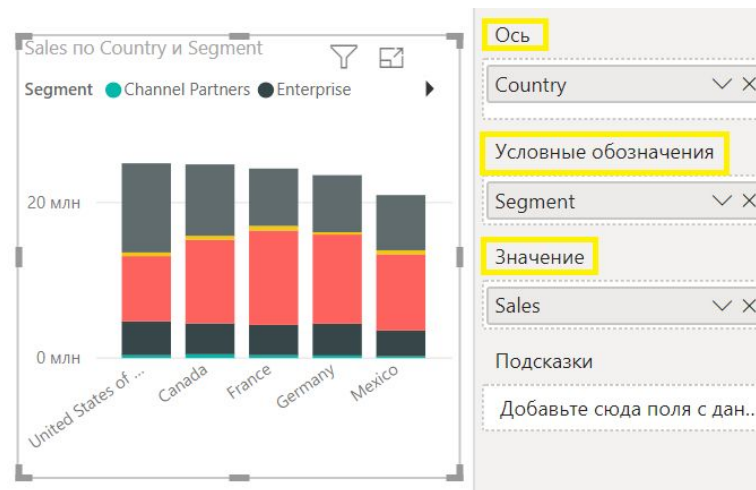 Sales по Country и Segment
Segment Channel Partners Enterprise
20 млн
0 млн
United States of ...
Canada
France
Germany
Mexico
Ось
Country
Условные обозначения
Segment
Значение
Sales
Подсказки
Добавьте сюда поля с дан...